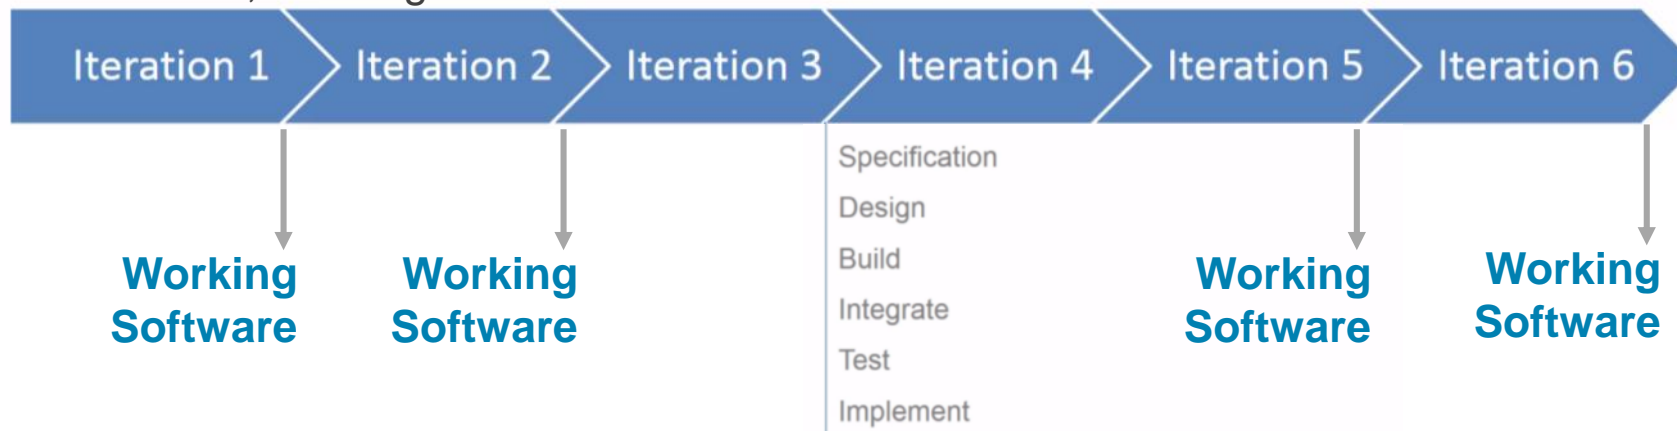 Iteration 1
Iteration 2
Iteration 3
Iteration 4
Iteration 5
Iteration 6
Specification
Design
Build
Integrate
Test
Implement
Working
Software
Working
Software
Working
Software
Working
Software